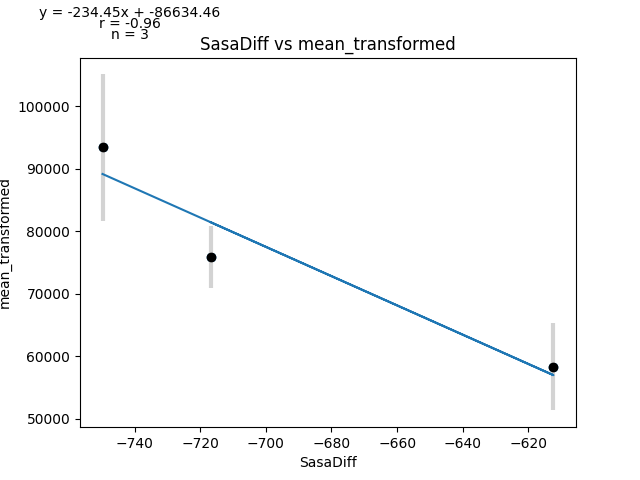 y = -234.45x + -86634.46
r = -0.96
n = 3
SasaDiff vs mean_transformed
100000
90000
80000
70000
60000
50000
mean_transformed
−740
−720
−700
−680
−660
−640
−620
SasaDiff